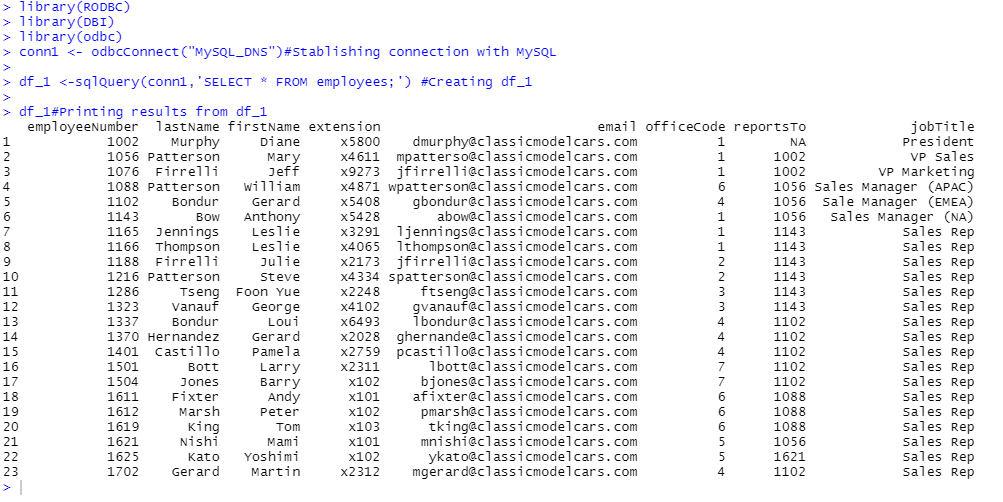 > library(RODBC)
> library(DBI)
> library(odbc)
> conn1 <- odbcConnect("MySQL_DNS")#Stablishing connection with MySQL
>
> df_1 <-sqlQuery(conn1,'SELECT * FROM employees;') #Creating df_1
>
> df_1#Printing results from df_1
employeeNumber lastName firstName extension email officeCode reportsTo jobTitle
1 1002 Murphy Diane x5800 dmurphy@classicmodelcars.com 1 NA President
2 1056 Patterson Mary x4611 mpatterso@classicmodelcars.com 1 1002 VP Sales
3 1076 Firrelli Jeff x9273 jfirrelli@classicmodelcars.com 1 1002 VP Marketing
4 1088 Patterson William x4871 wpatterson@classicmodelcars.com 6 1056 Sales Manager (APAC)
5 1102 Bondur Gerard x5408 gbondur@classicmodelcars.com 4 1056 Sale Manager (EMEA)
6 1143 Bow Anthony x5428 abow@classicmodelcars.com 1 1056 Sales Manager (NA)
7 1165 Jennings Leslie x3291 ljennings@classicmodelcars.com 1 1143 Sales Rep
8 1166 Thompson Leslie x4065 lthompson@classicmodelcars.com 1 1143 Sales Rep
9 1188 Firrelli Julie x2173 jfirrelli@classicmodelcars.com 2 1143 Sales Rep
10 1216 Patterson Steve x4334 spatterson@classicmodelcars.com 2 1143 Sales Rep
11 1286 Tseng Foon Yue x2248 ftseng@classicmodelcars.com 3 1143 Sales Rep
12 1323 Vanauf George x4102 gvanauf@classicmodelcars.com 3 1143 Sales Rep
13 1337 Bondur Loui x6493 lbondur@classicmodelcars.com 4 1102 Sales Rep
14 1370 Hernandez Gerard x2028 ghernande@classicmodelcars.com 4 1102 Sales Rep
15 1401 Castillo Pamela x2759 pcastillo@classicmodelcars.com 4 1102 Sales Rep
16 1501 Bott Larry x2311 lbott@classicmodelcars.com 7 1102 Sales Rep
17 1504 Jones Barry x102 bjones@classicmodelcars.com 7 1102 Sales Rep
18 1611 Fixter Andy x101 afixter@classicmodelcars.com 6 1088 Sales Rep
19 1612 Marsh Peter x102 pmarsh@classicmodelcars.com 6 1088 Sales Rep
20 1619 King Tom x103 tking@classicmodelcars.com 6 1088 Sales Rep
21 1621 Nishi Mami x101 mnishi@classicmodelcars.com 5 1056 Sales Rep
22 1625 Kato Yoshimi x102 ykato@classicmodelcars.com 5 1621 Sales Rep
23 1702 Gerard Martin x2312 mgerard@classicmodelcars.com 4 1102 Sales Rep
>